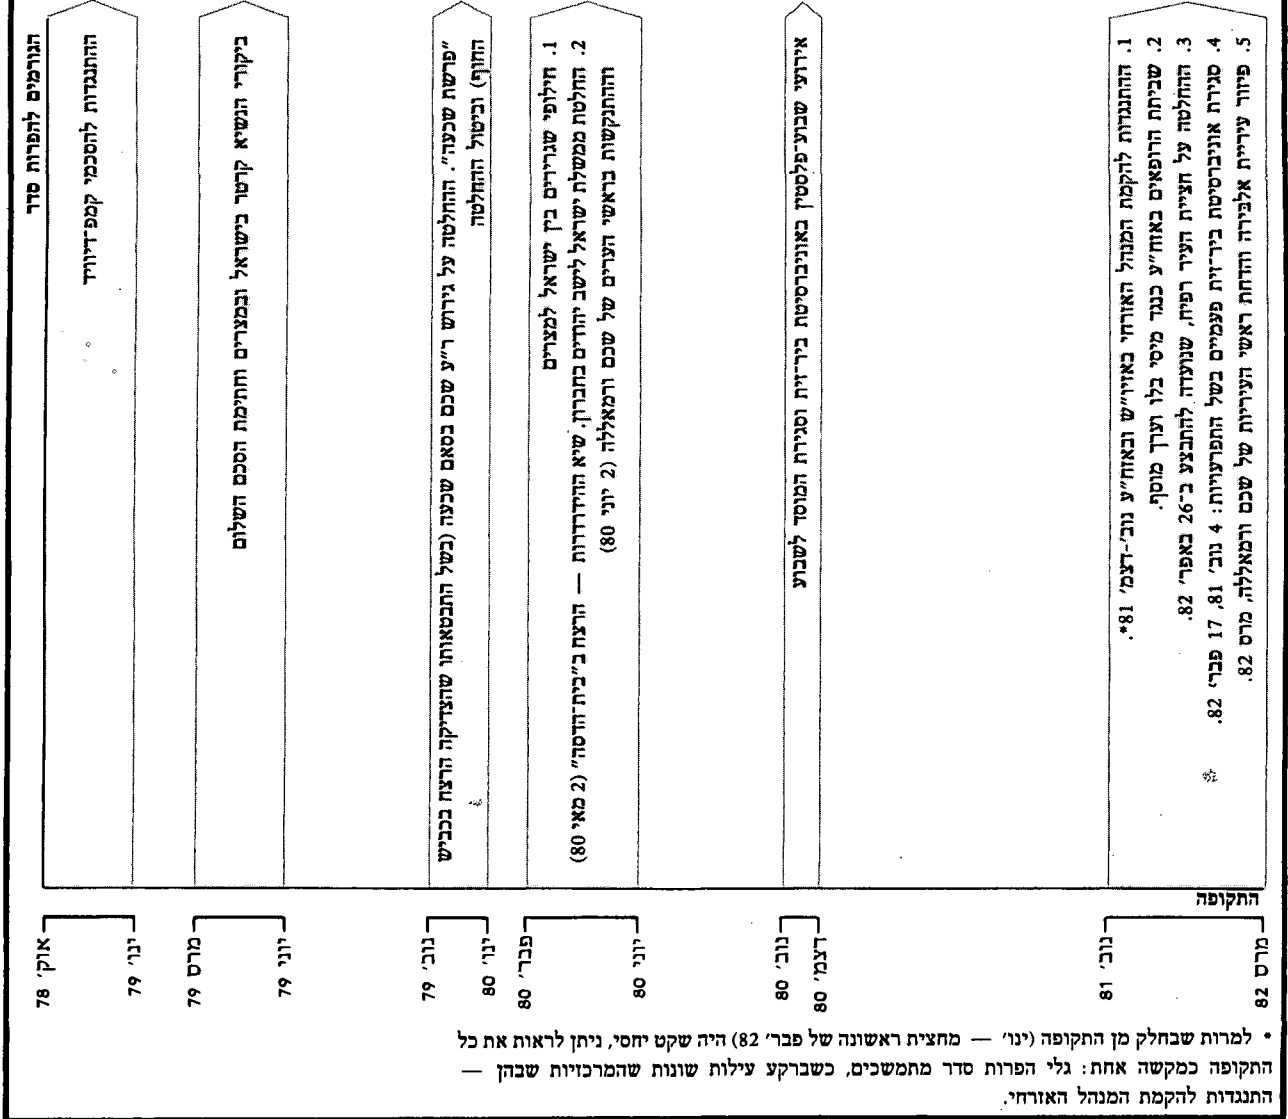 הגורמים להפרות סדר
ההתנגדות להסכמי קמפ־דיוויד
ביקורי הנשיא קרטר בישראל ובמצרים וחתימת הסכם השלום
"פרשת שכעה". ההחלטה על גירוש ר"ע שכם בסאם שכעה (בשל התבטאותו שהצדיקה הרצח בכביש
החוף) וביטול ההחלטה
1. חילופי שגרירים בין ישראל למצרים
2. החלטת ממשלת ישראל ליישב יהודים בחברון. שיא ההידרדרות — הרצח ב"בית־הדסה" (2 מאי 80)
וההתנקשות בראשי הערים של שכם ורמאללה (2 יוני 80)
אירועי שבוע־פלסטין באוניברסיטת ביר־זית וסגירת המוסד לשבוע
1. ההתנגדות להקמת המנהל האזרחי באיו"ש ובאזח"ע נוב'–דצמ' 81*.
2. שביתת הרופאים באזח"ע כנגד מיסי בלו וערך מוסף.
3. ההחלטה על חציית העיר רפיח, שנועדה להתבצע ב־26 באפר' 82.
4. סגירת אוניברסיטת ביר־זית פעמיים בשל התפרעויות: 4 נוב' 81, 17 פבר' 82.
5. פיזור עיריית אלבירה והדחת ראשי העיריות של שכם ורמאללה, מרס 82.
התקופה
אוק' 78
ינו' 79
מרס 79
יוני 79
נוב' 79
ינו' 80
פבר' 80
יוני 80
נוב' 80
דצמ' 80
נוב' 81
מרס 82
* למרות שבחלק מן התקופה (ינו' — מחצית ראשונה של פבר' 82) היה שקט יחסי, ניתן לראות את כל
התקופה כמקשה אחת: גלי הפרות סדר מתמשכים, כשברקע עילות שונות שהמרכזיות שבהן —
התנגדות להקמת המנהל האזרחי.